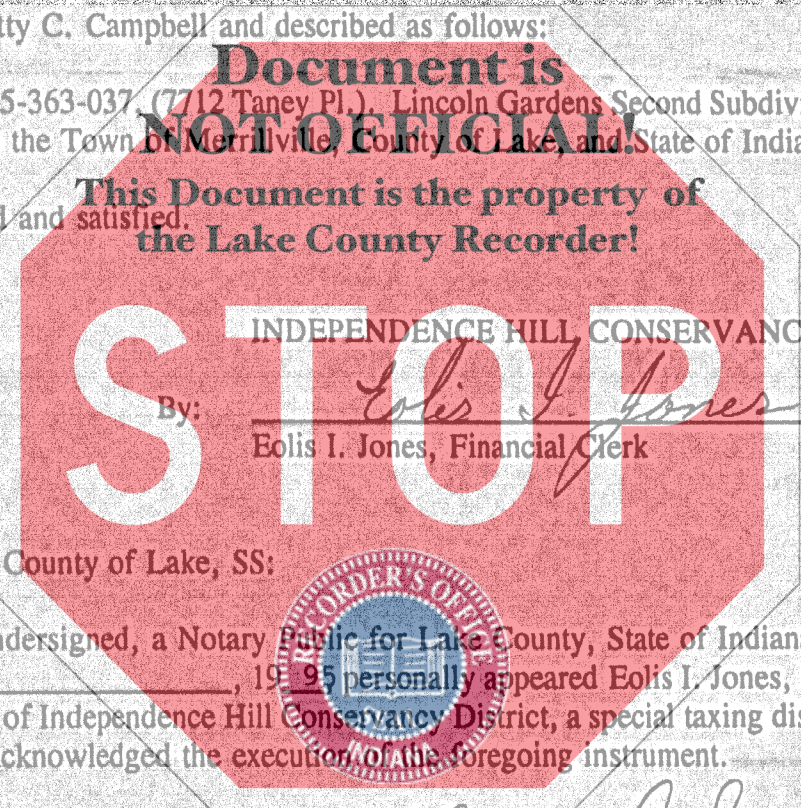 tty C. Campbell and described as follows:
Document is
5-363-037, (7712 Taney Pl.). Lincoln Gardens Second Subdiv
NOT OFFICIAL!
the Town of Merrillville, County of Lake, and State of India
This Document is the property of
d and satisfied.
the Lake County Recorder!
STOP
INDEPENDENCE HILL CONSERVANC
By: Eolis I. Jones
Eolis I. Jones, Financial Clerk
County of Lake, SS:
RECORDER'S OFFICE
ndersigned, a Notary Public for Lake County, State of Indian
, 19 95 personally appeared Eolis I. Jones,
of Independence Hill Conservancy District, a special taxing di
cknowledged the execution of the foregoing instrument.
INDIANA